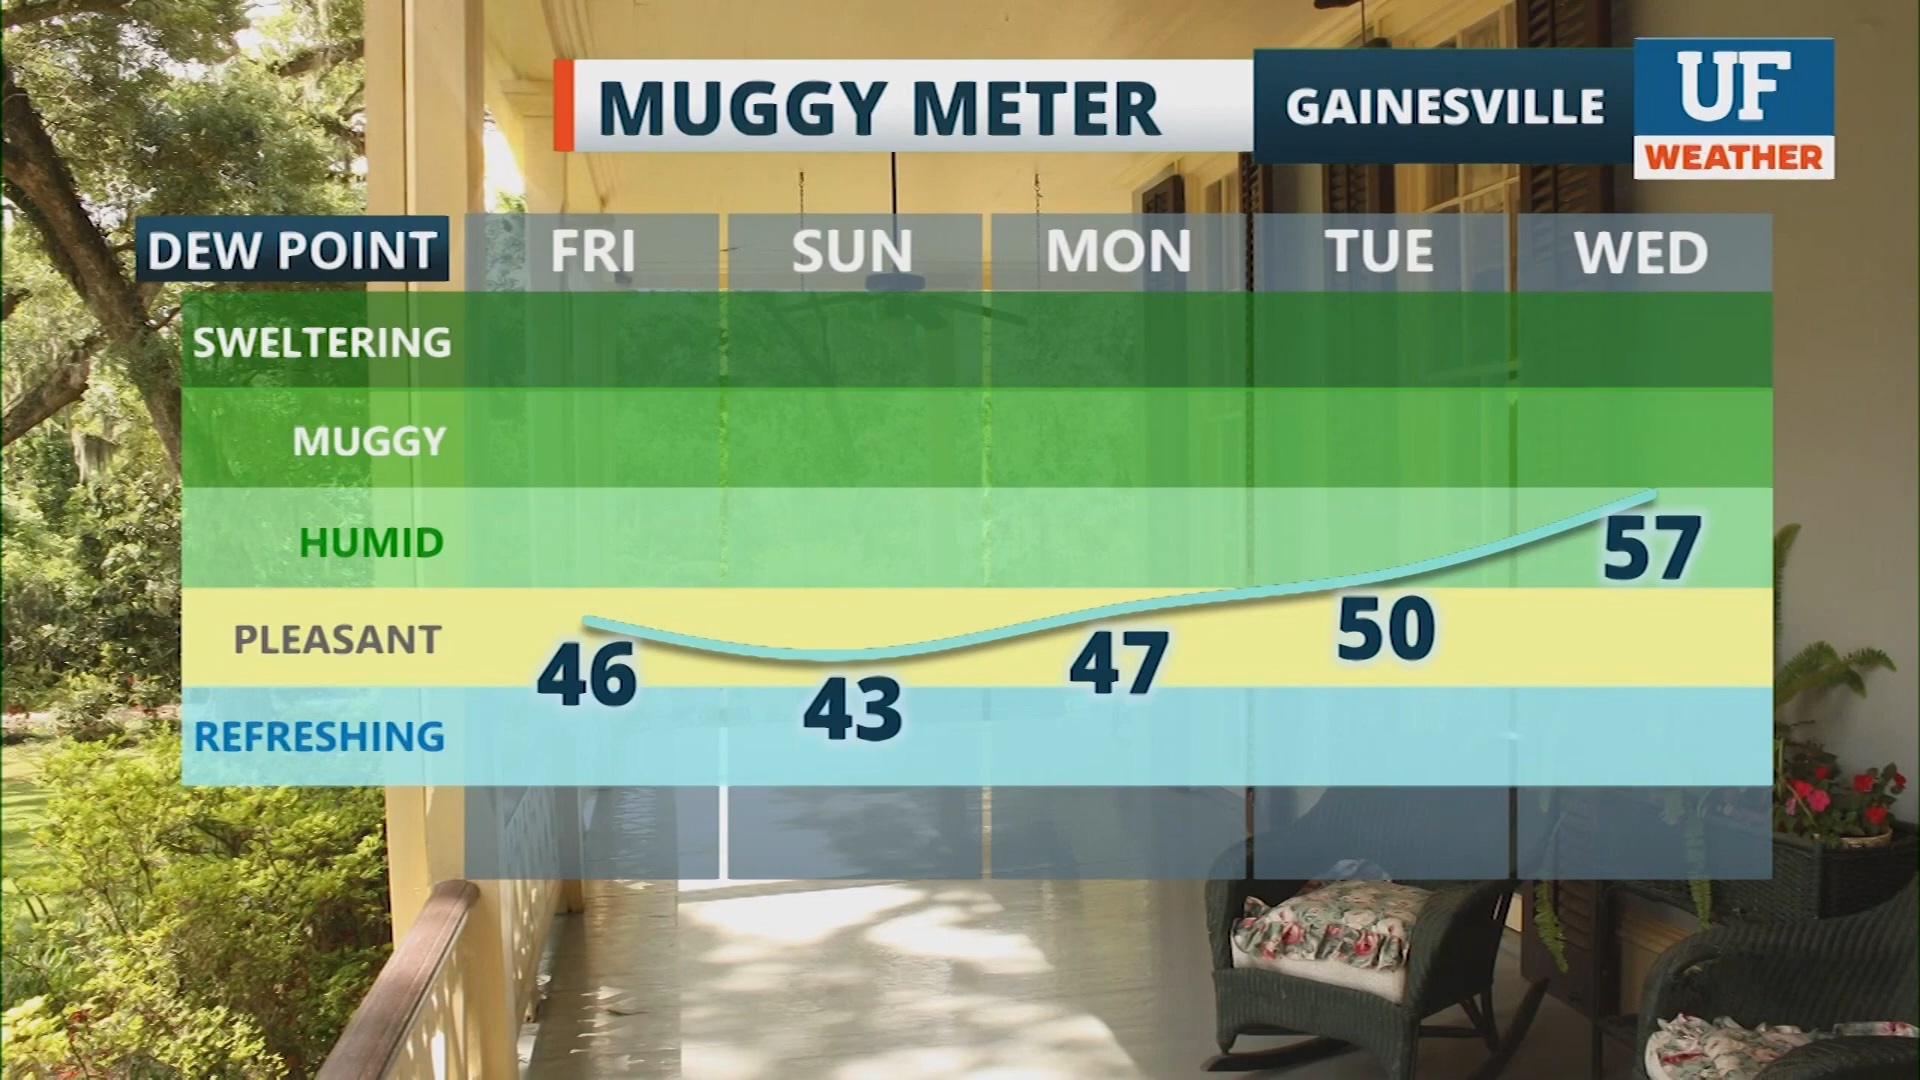 MUGGY METER
GAINESVILLE
UF
WEATHER
DEW POINT
FRI
SUN
MON
TUE
WED
SWELTERING
MUGGY
HUMID
PLEASANT
REFRESHING
46
43
47
50
57